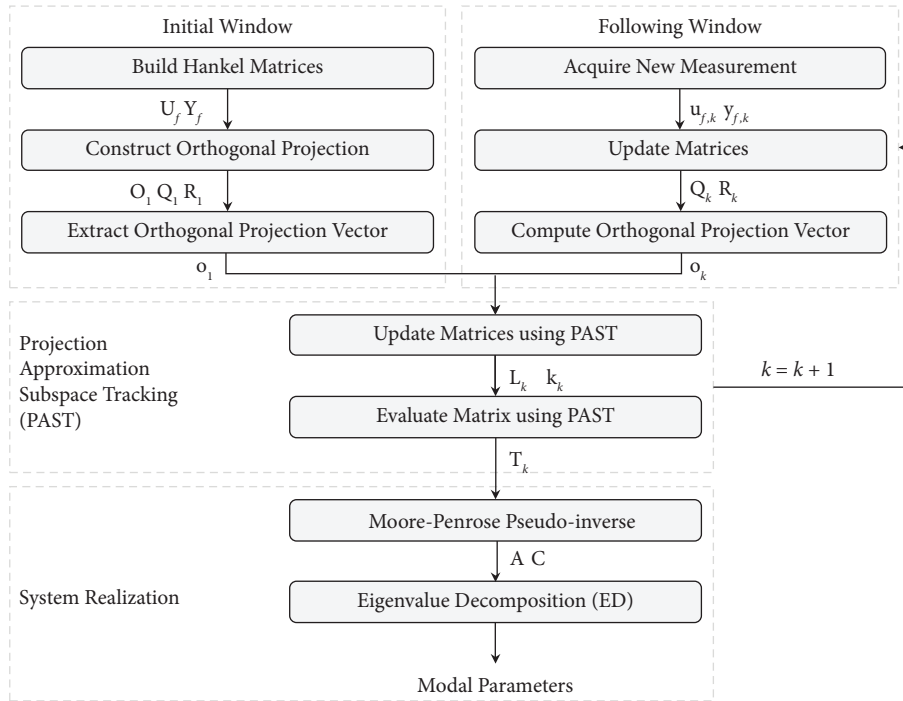 Initial Window
Build Hankel Matrices
U_f Y_f
Construct Orthogonal Projection
O_1 Q_1 R_1
Extract Orthogonal Projection Vector
o_1
Following Window
Acquire New Measurement
u_{f,k} y_{f,k}
Update Matrices
Q_k R_k
Compute Orthogonal Projection Vector
o_k
Projection
Approximation
Subspace Tracking
(PAST)
Update Matrices using PAST
L_k k_k
Evaluate Matrix using PAST
T_k
k = k + 1
System Realization
Moore-Penrose Pseudo-inverse
A C
Eigenvalue Decomposition (ED)
Modal Parameters